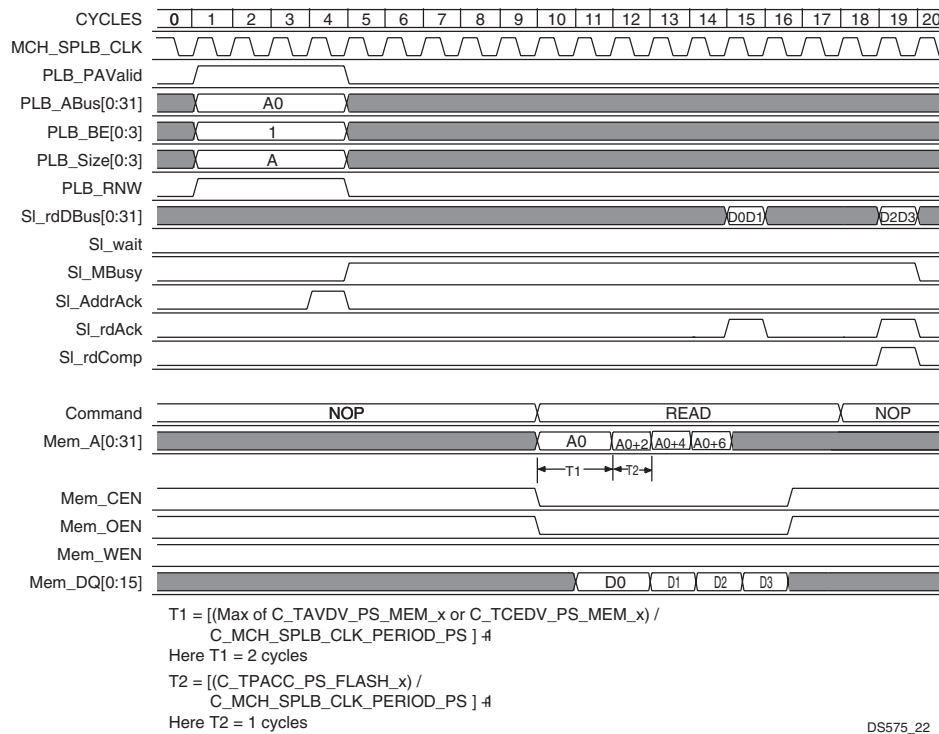 CYCLES 0 1 2 3 4 5 6 7 8 9 10 11 12 13 14 15 16 17 18 19 20
MCH_SPLB_CLK
PLB_PAValid
PLB_ABus[0:31] A0
PLB_BE[0:3] 1
PLB_Size[0:3] A
PLB_RNW
Sl_rdDBus[0:31] D0D1 D2D3
Sl_wait
Sl_MBusy
Sl_AddrAck
Sl_rdAck
Sl_rdComp
Command NOP READ NOP
Mem_A[0:31] A0 A0+2 A0+4 A0+6
T1 T2
Mem_CEN
Mem_OEN
Mem_WEN
Mem_DQ[0:15] D0 D1 D2 D3
T1 = [(Max of C_TAVDV_PS_MEM_x or C_TCEDV_PS_MEM_x) /
C_MCH_SPLB_CLK_PERIOD_PS ] +1
Here T1 = 2 cycles
T2 = [(C_TPACC_PS_FLASH_x) /
C_MCH_SPLB_CLK_PERIOD_PS ] +1
Here T2 = 1 cycles
DS575_22